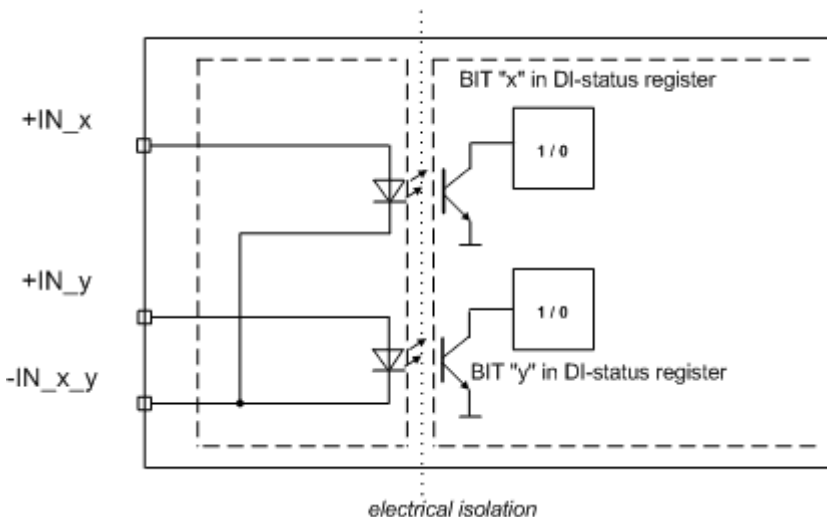 BIT "x" in DI-status register
+IN_x
1 / 0
+IN_y
1 / 0
-IN_x_y
BIT "y" in DI-status register
electrical isolation